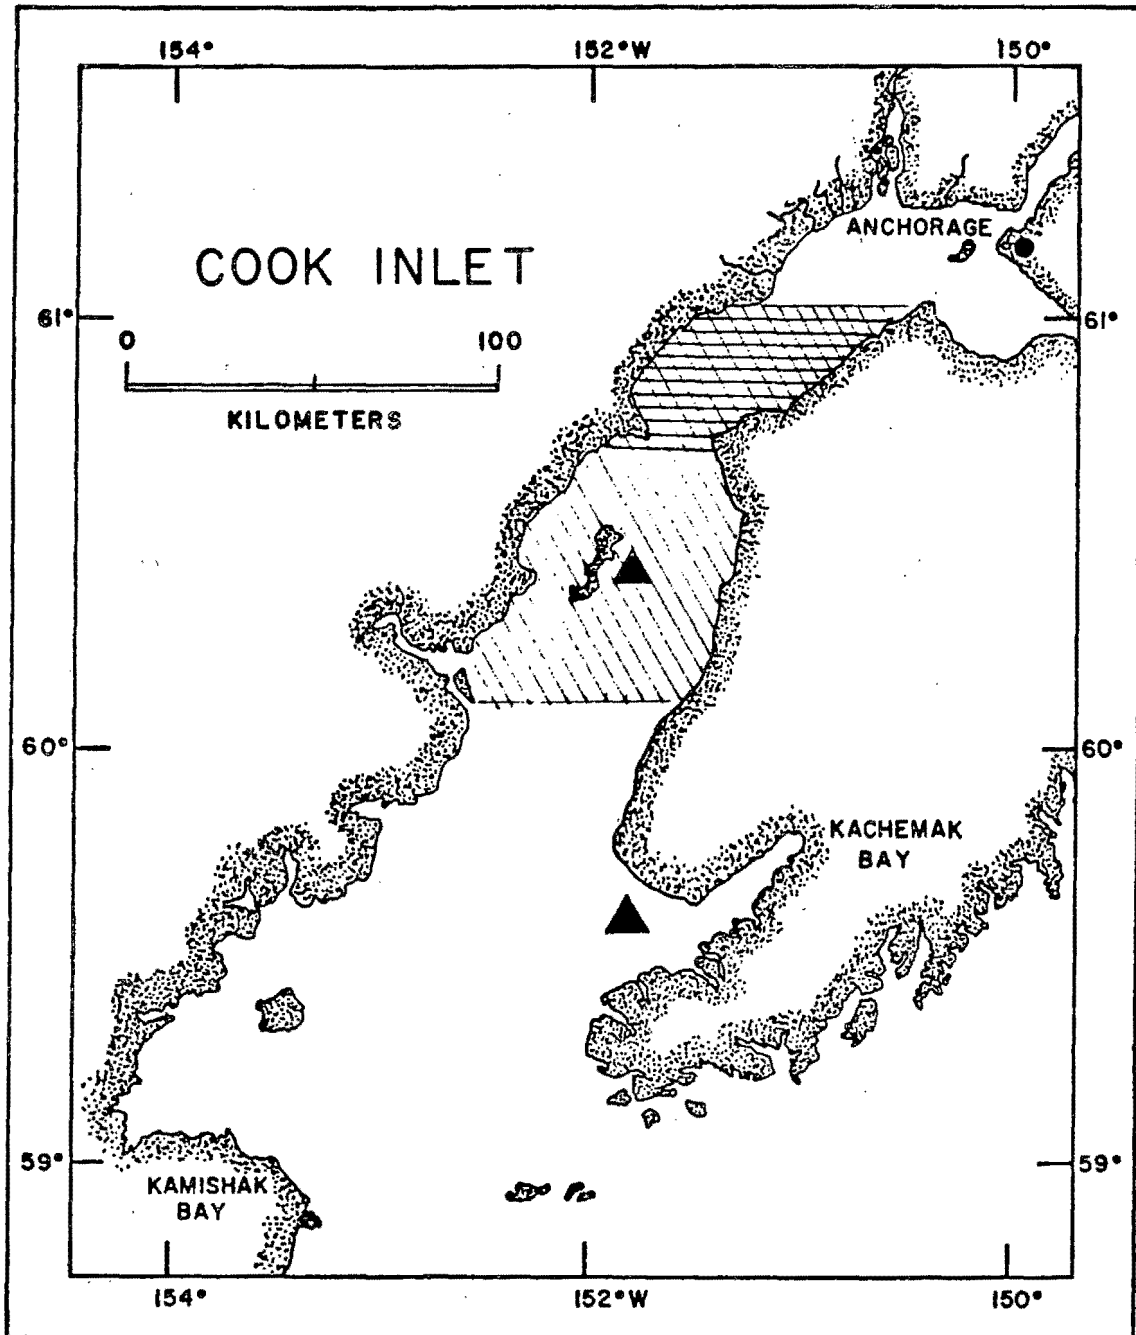 154° 152°W 150°
ANCHORAGE
COOK INLET
61° 61°
0 100
KILOMETERS
60° 60°
KACHEMAK
BAY
59° 59°
KAMISHAK
BAY
154° 152°W 150°